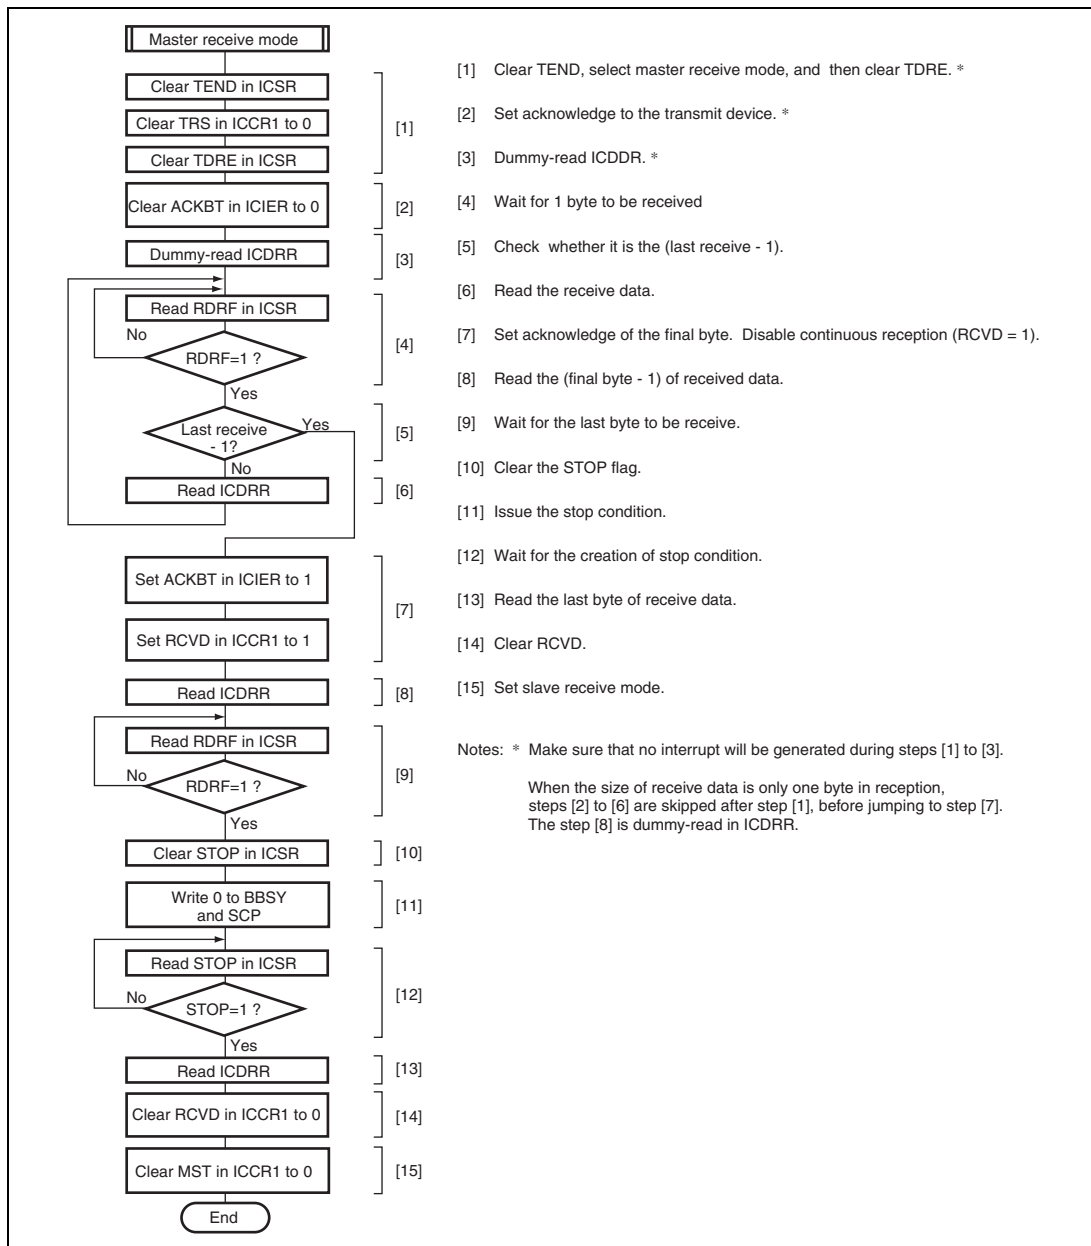 Master receive mode
Clear TEND in ICSR
Clear TRS in ICCR1 to 0
[1]
Clear TDRE in ICSR
Clear ACKBT in ICIER to 0
[2]
Dummy-read ICDRR
[3]
Read RDRF in ICSR
No
[4]
RDRF=1 ?
Yes
Last receive
- 1?
Yes
[5]
No
Read ICDRR
[6]
Set ACKBT in ICIER to 1
[7]
Set RCVD in ICCR1 to 1
Read ICDRR
[8]
Read RDRF in ICSR
No
RDRF=1 ?
[9]
Yes
Clear STOP in ICSR
[10]
Write 0 to BBSY
and SCP
[11]
Read STOP in ICSR
No
[12]
STOP=1 ?
Yes
Read ICDRR
[13]
Clear RCVD in ICCR1 to 0
[14]
Clear MST in ICCR1 to 0
[15]
End
[1] Clear TEND, select master receive mode, and then clear TDRE. *
[2] Set acknowledge to the transmit device. *
[3] Dummy-read ICDDR. *
[4] Wait for 1 byte to be received
[5] Check whether it is the (last receive - 1).
[6] Read the receive data.
[7] Set acknowledge of the final byte. Disable continuous reception (RCVD = 1).
[8] Read the (final byte - 1) of received data.
[9] Wait for the last byte to be receive.
[10] Clear the STOP flag.
[11] Issue the stop condition.
[12] Wait for the creation of stop condition.
[13] Read the last byte of receive data.
[14] Clear RCVD.
[15] Set slave receive mode.
Notes: * Make sure that no interrupt will be generated during steps [1] to [3].
When the size of receive data is only one byte in reception,
steps [2] to [6] are skipped after step [1], before jumping to step [7].
The step [8] is dummy-read in ICDRR.